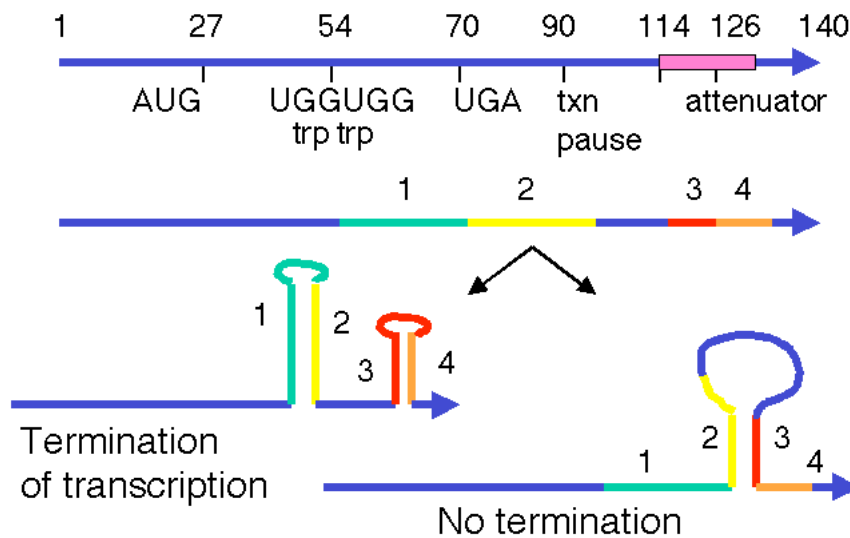 1 27 54 70 90 114 126 140
AUG UGGUGG UGA txn attenuator
trp trp pause
1 2 3 4
1 2
3 4
2 3
1 4
Termination
of transcription
No termination